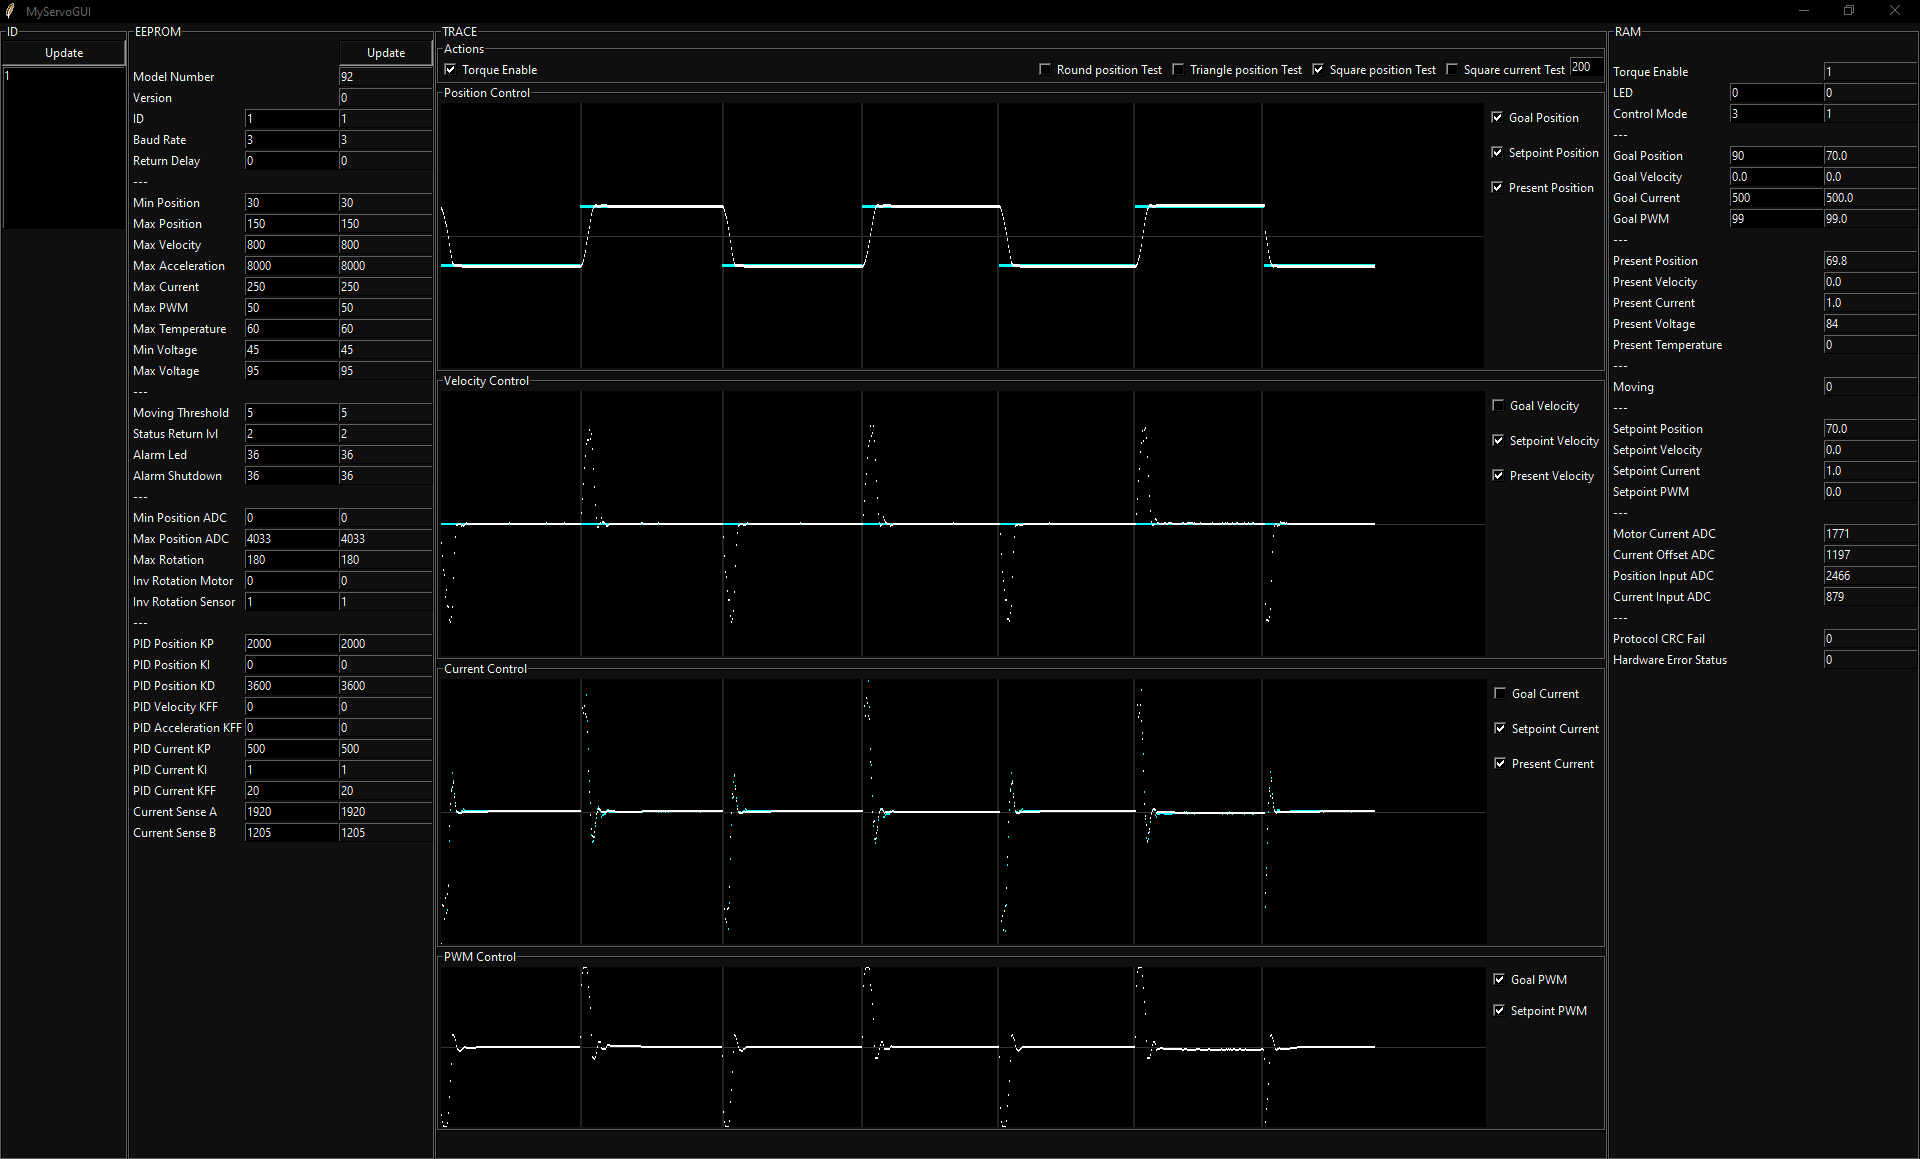 MyServoGUI
ID
Update
1
EEPROM
Update
Model Number 92
Version 0
ID 1 1
Baud Rate 3 3
Return Delay 0 0
---
Min Position 30 30
Max Position 150 150
Max Velocity 800 800
Max Acceleration 8000 8000
Max Current 250 250
Max PWM 50 50
Max Temperature 60 60
Min Voltage 45 45
Max Voltage 95 95
---
Moving Threshold 5 5
Status Return lvl 2 2
Alarm Led 36 36
Alarm Shutdown 36 36
---
Min Position ADC 0 0
Max Position ADC 4033 4033
Max Rotation 180 180
Inv Rotation Motor 0 0
Inv Rotation Sensor 1 1
---
PID Position KP 2000 2000
PID Position KI 0 0
PID Position KD 3600 3600
PID Velocity KFF 0 0
PID Acceleration KFF 0 0
PID Current KP 500 500
PID Current KI 1 1
PID Current KFF 20 20
Current Sense A 1920 1920
Current Sense B 1205 1205
TRACE
Actions
Torque Enable Round position Test Triangle position Test Square position Test Square current Test 200
Position Control
Goal Position
Setpoint Position
Present Position
Velocity Control
Goal Velocity
Setpoint Velocity
Present Velocity
Current Control
Goal Current
Setpoint Current
Present Current
PWM Control
Goal PWM
Setpoint PWM
RAM
Torque Enable 1
LED 0 0
Control Mode 3 1
---
Goal Position 90 70.0
Goal Velocity 0.0 0.0
Goal Current 500 500.0
Goal PWM 99 99.0
---
Present Position 69.8
Present Velocity 0.0
Present Current 1.0
Present Voltage 84
Present Temperature 0
---
Moving 0
---
Setpoint Position 70.0
Setpoint Velocity 0.0
Setpoint Current 1.0
Setpoint PWM 0.0
---
Motor Current ADC 1771
Current Offset ADC 1197
Position Input ADC 2466
Current Input ADC 879
---
Protocol CRC Fail 0
Hardware Error Status 0